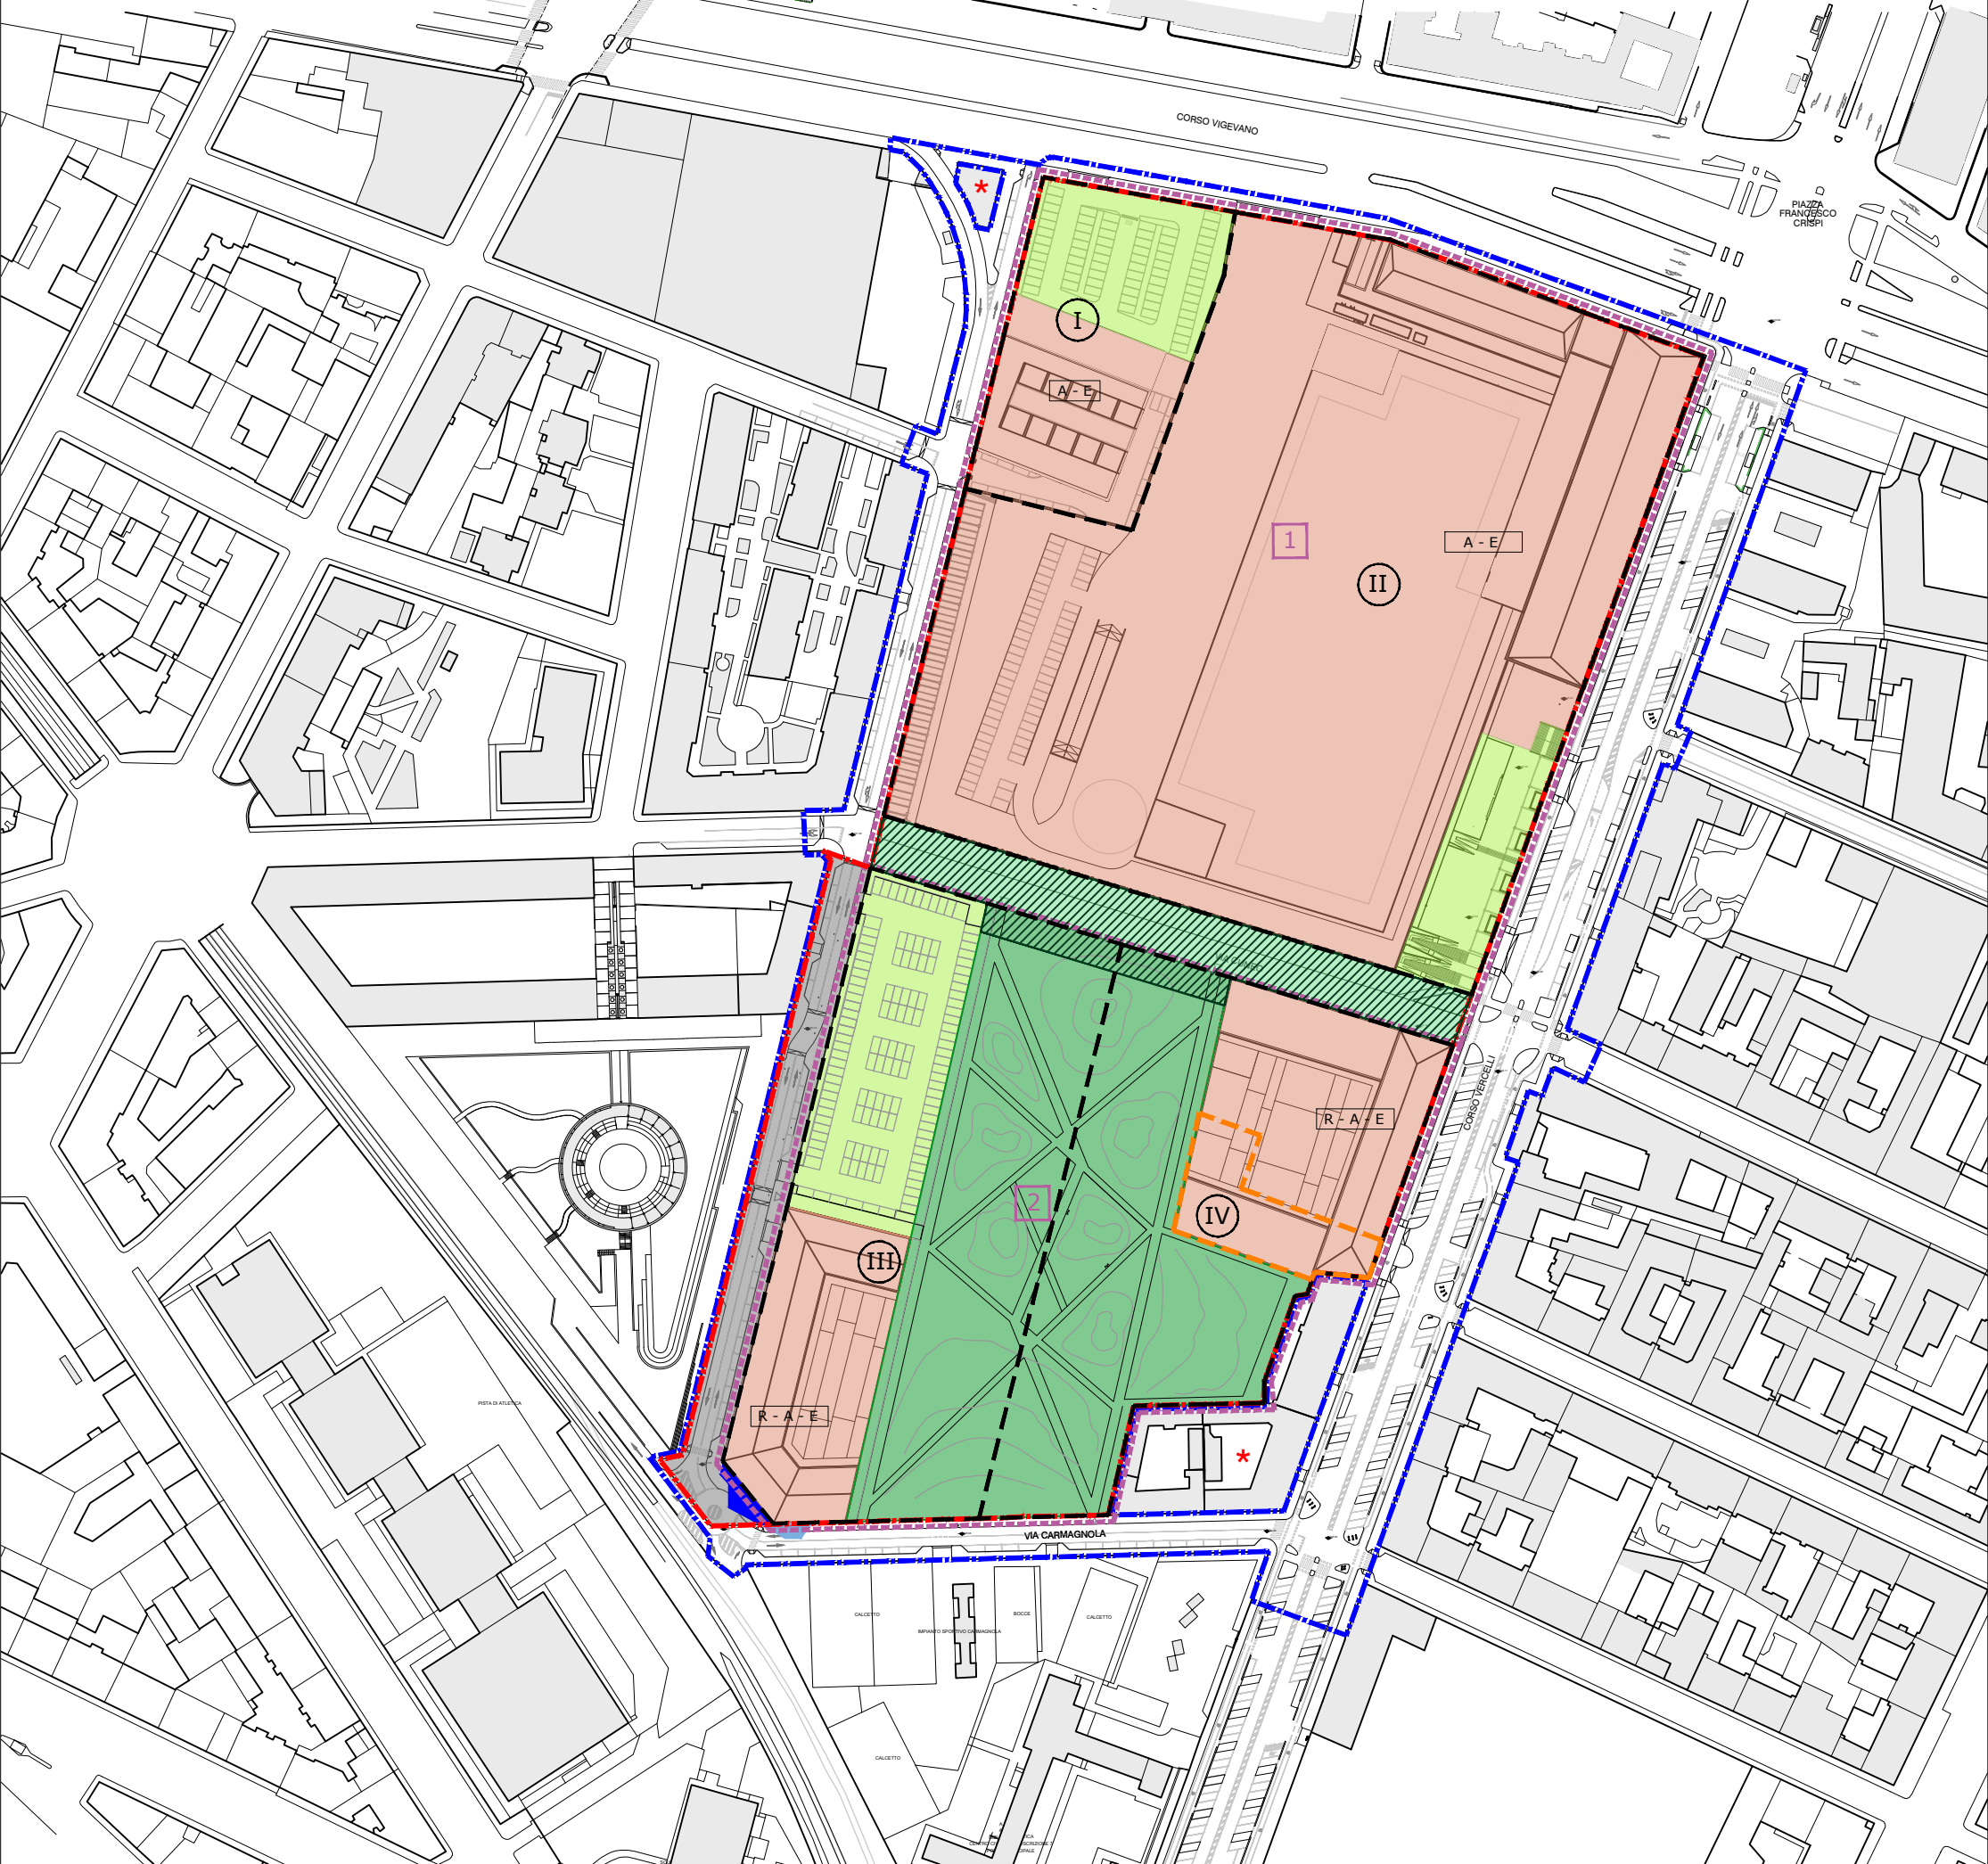 CORSO VIGEVANO
PIAZZA
FRANCESCO
CRISPI
*
I
A - E
1
A - E
II
R - A - E
CORSO VERCELLI
2
IV
III
PISTA DI ATLETICA
R - A - E
*
VIA CARMAGNOLA
CALCETTO
BOCCE
CALCETTO
IMPIANTO SPORTIVO CARMAGNOLA
CALCETTO